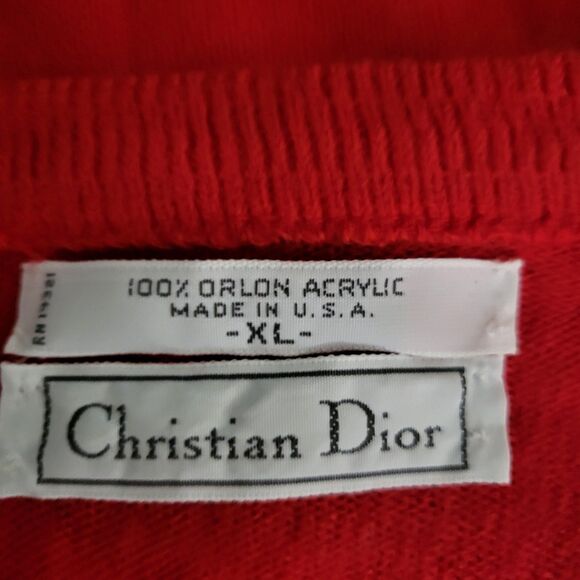 100% ORLON ACRYLIC
MADE IN U.S.A.
-XL-
Christian Dior